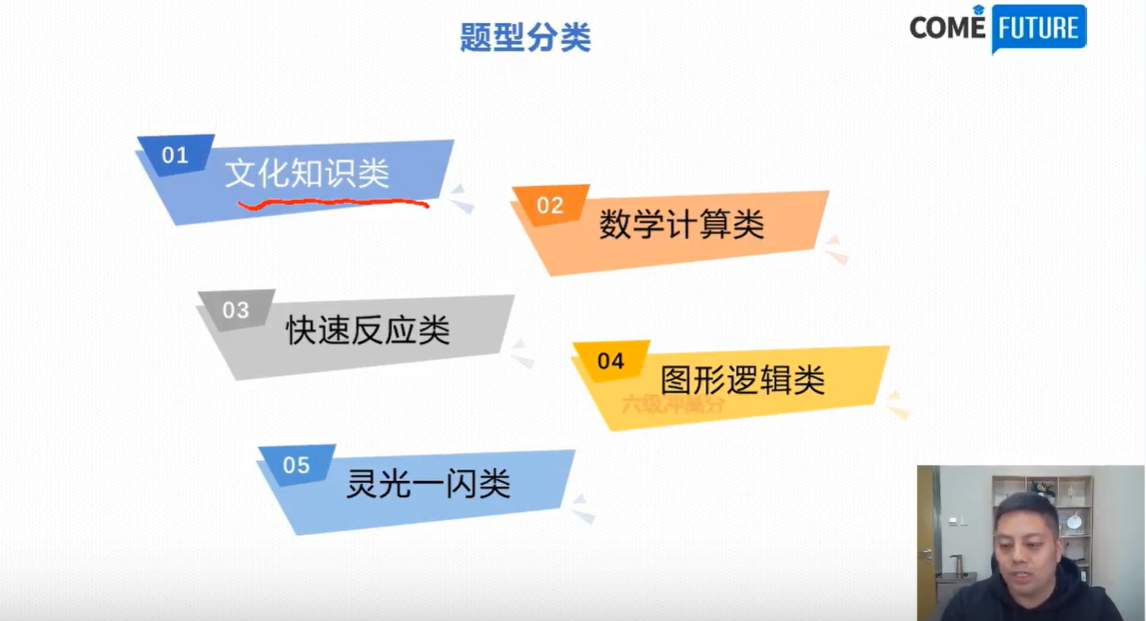 题型分类
COME FUTURE
01
文化知识类
02
数学计算类
03
快速反应类
04
图形逻辑类
六级冲高分
05
灵光一闪类